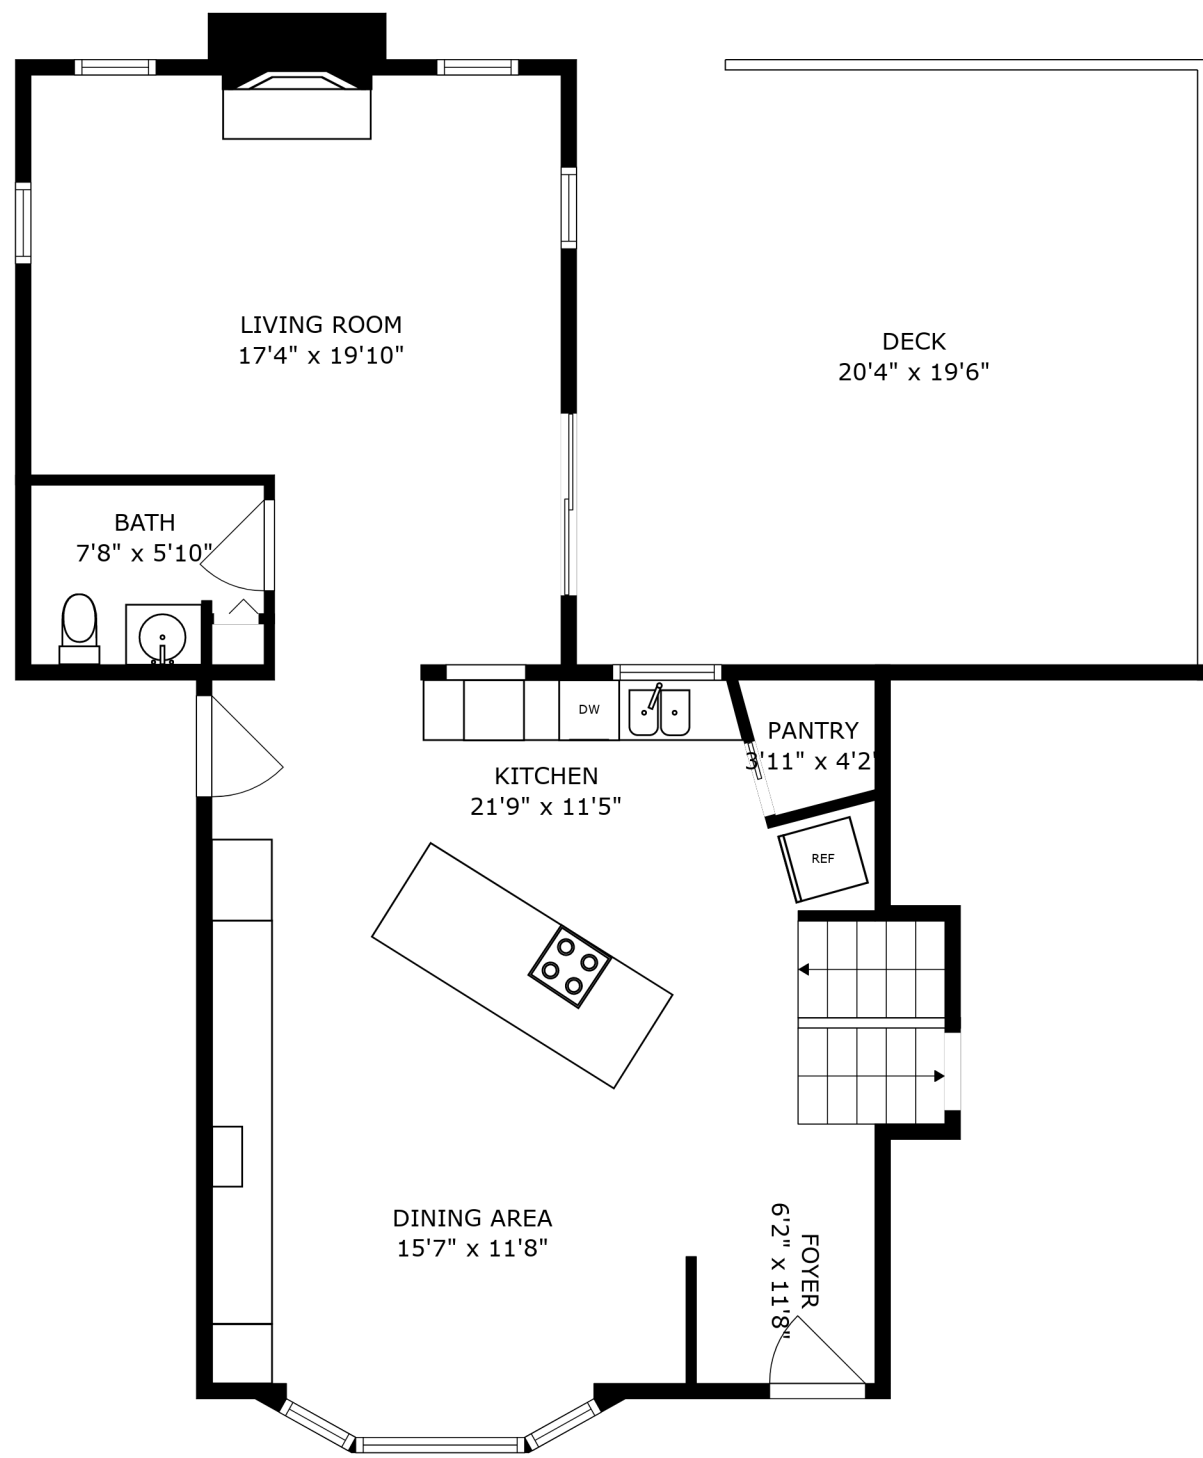 LIVING ROOM
17'4" x 19'10"
DECK
20'4" x 19'6"
BATH
7'8" x 5'10"
DW
PANTRY
3'11" x 4'2"
KITCHEN
21'9" x 11'5"
REF
DINING AREA
15'7" x 11'8"
FOYER
6'2" x 11'8"